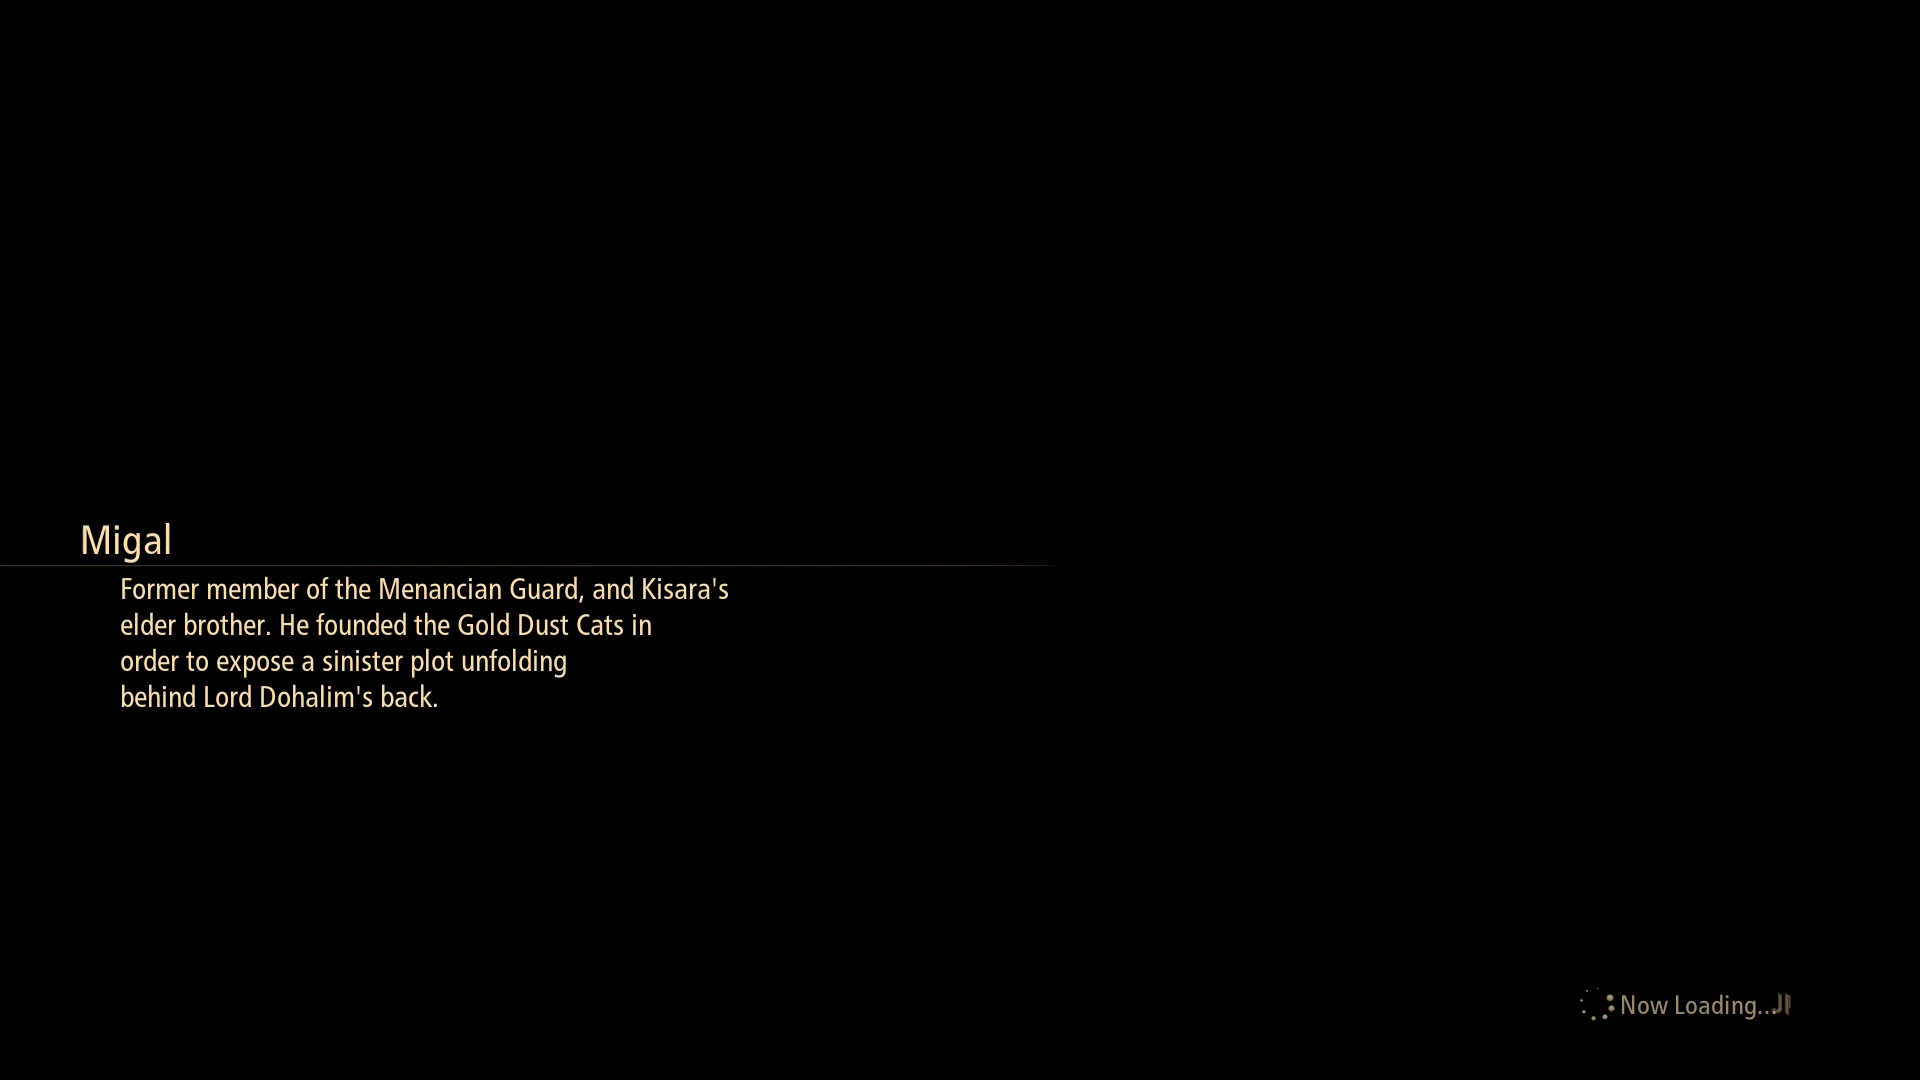 Migal
Former member of the Menancian Guard, and Kisara's
elder brother. He founded the Gold Dust Cats in
order to expose a sinister plot unfolding
behind Lord Dohalim's back.
Now Loading...